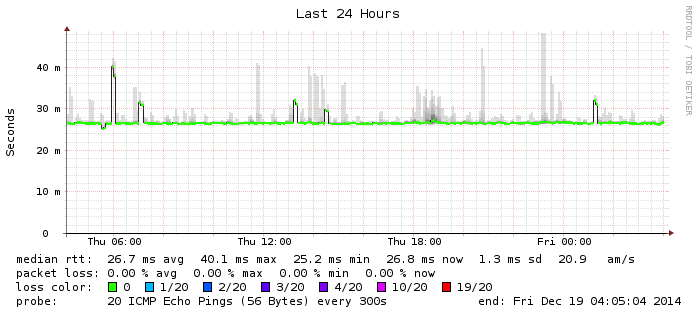 Last 24 Hours
RRDTOOL / TOBI OETIKER
Seconds
40 m
30 m
20 m
10 m
0
Thu 06:00 Thu 12:00 Thu 18:00 Fri 00:00
median rtt: 26.7 ms avg 40.1 ms max 25.2 ms min 26.8 ms now 1.3 ms sd 20.9 am/s
packet loss: 0.00 % avg 0.00 % max 0.00 % min 0.00 % now
loss color: 0 1/20 2/20 3/20 4/20 10/20 19/20
probe: 20 ICMP Echo Pings (56 Bytes) every 300s end: Fri Dec 19 04:05:04 2014